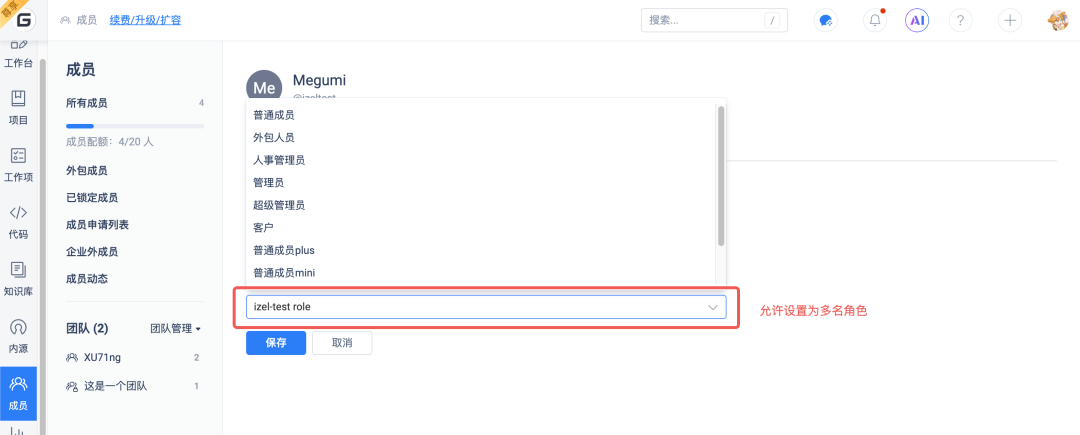 尊享
成员 续费/升级/扩容
搜索... /
AI
?
工作台
项目
工作项
代码
知识库
内源
成员
成员
所有成员 4
成员配额：4/20 人
外包成员
已锁定成员
成员申请列表
企业外成员
成员动态
团队 (2) 团队管理
XU71ng 2
这是一个团队 1
Me Megumi
@izeltest
普通成员
外包人员
人事管理员
管理员
超级管理员
客户
普通成员plus
普通成员mini
izel-test role
允许设置为多名角色
保存 取消